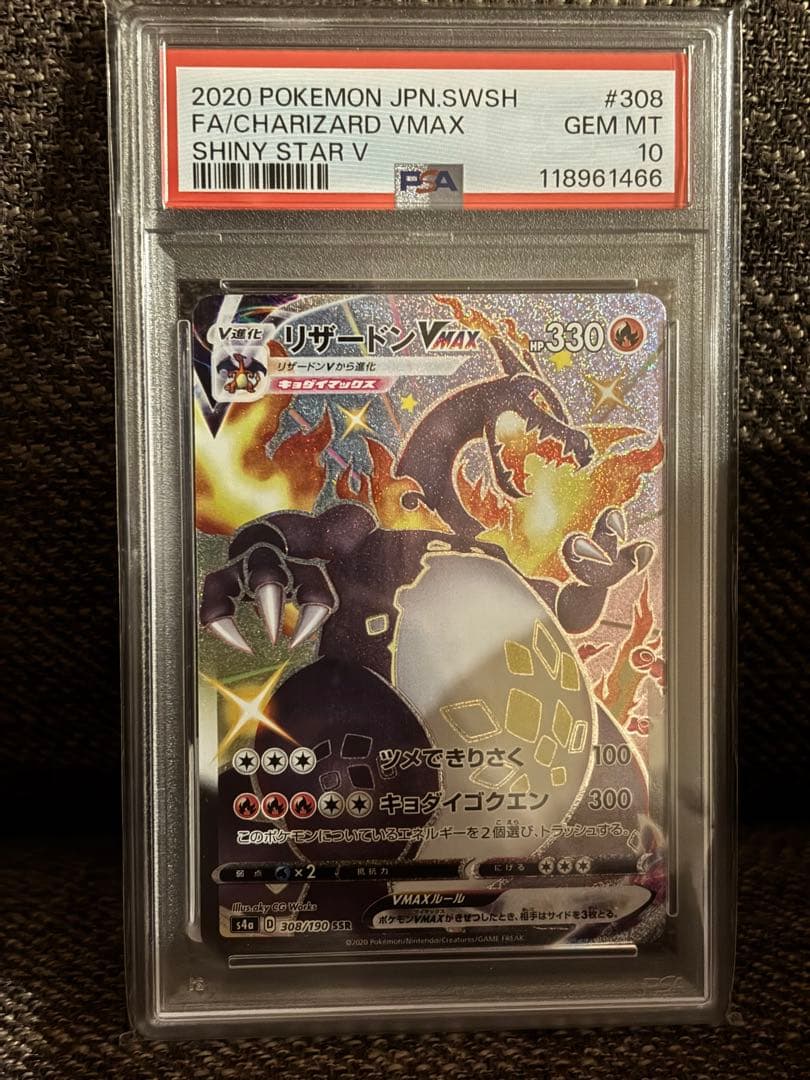 2020 POKEMON JPN.SWSH #308
FA/CHARIZARD VMAX GEM MT
SHINY STAR V 10
PSA 118961466
V進化 リザードンVMAX HP330
リザードンVから進化
キョダイマックス
ツメできりさく 100
キョダイゴクエン 300
このポケモンについているエネルギーを2個選び、トラッシュする。
弱点 ×2 抵抗力 にげる
VMAXルール
ポケモンVMAXがきぜつしたとき、相手はサイドを3枚とる。
Illus.aky CG Works
s4a D 308/190 SSR
©2020 Pokémon/Nintendo/Creatures/GAME FREAK